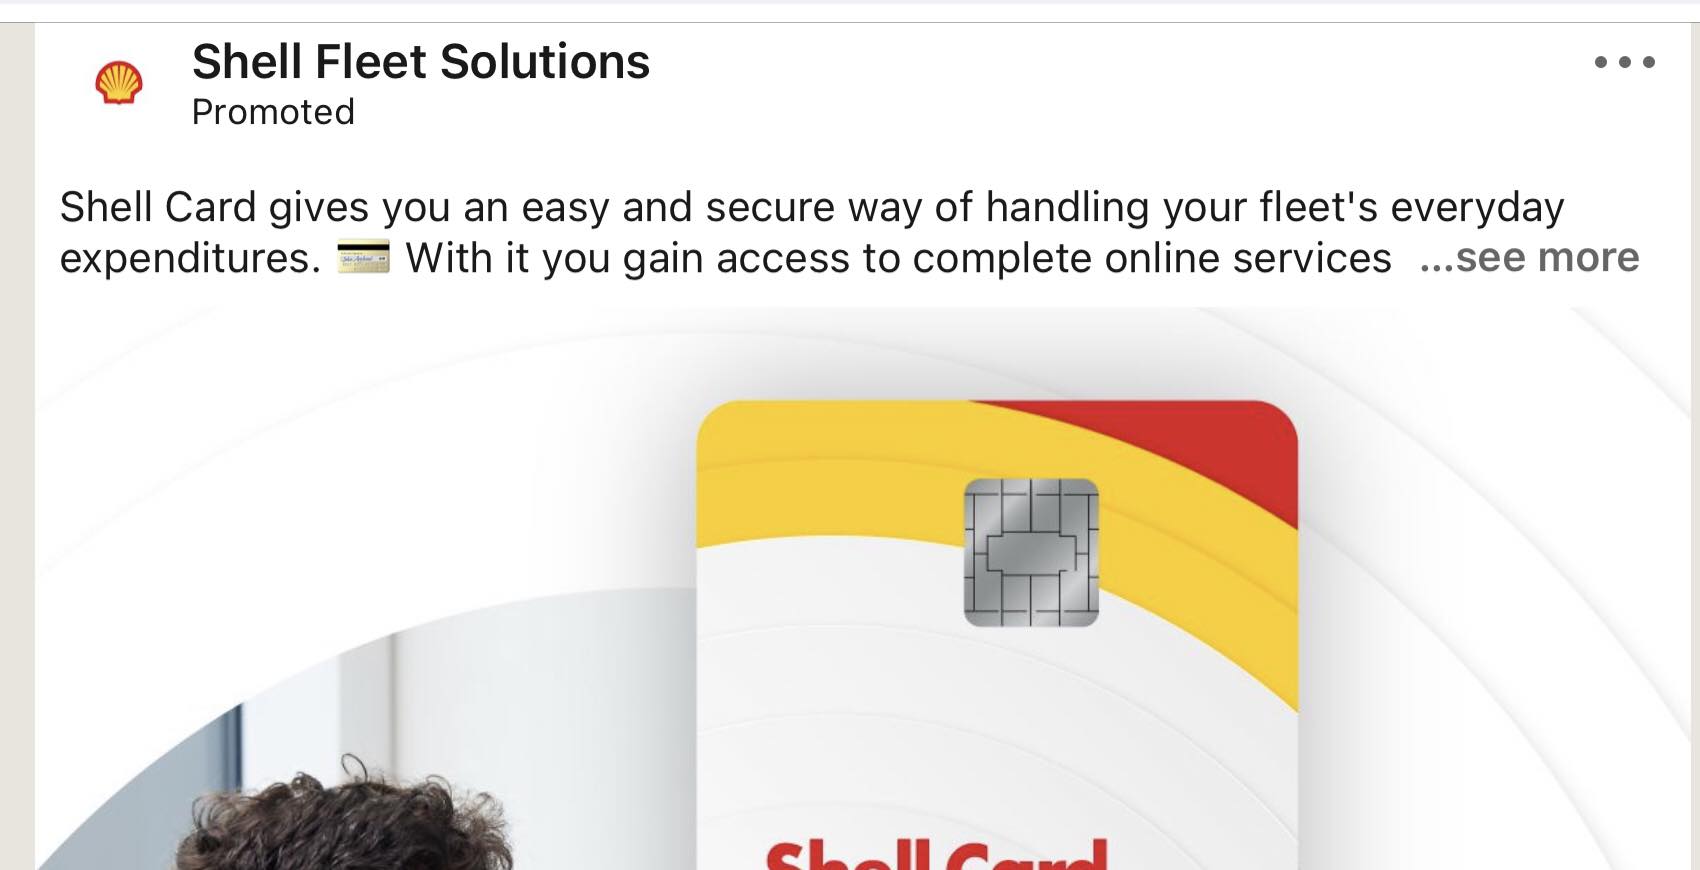 Shell Fleet Solutions
Promoted
Shell Card gives you an easy and secure way of handling your fleet's everyday
expenditures. 💳 With it you gain access to complete online services ...see more
Shell Card